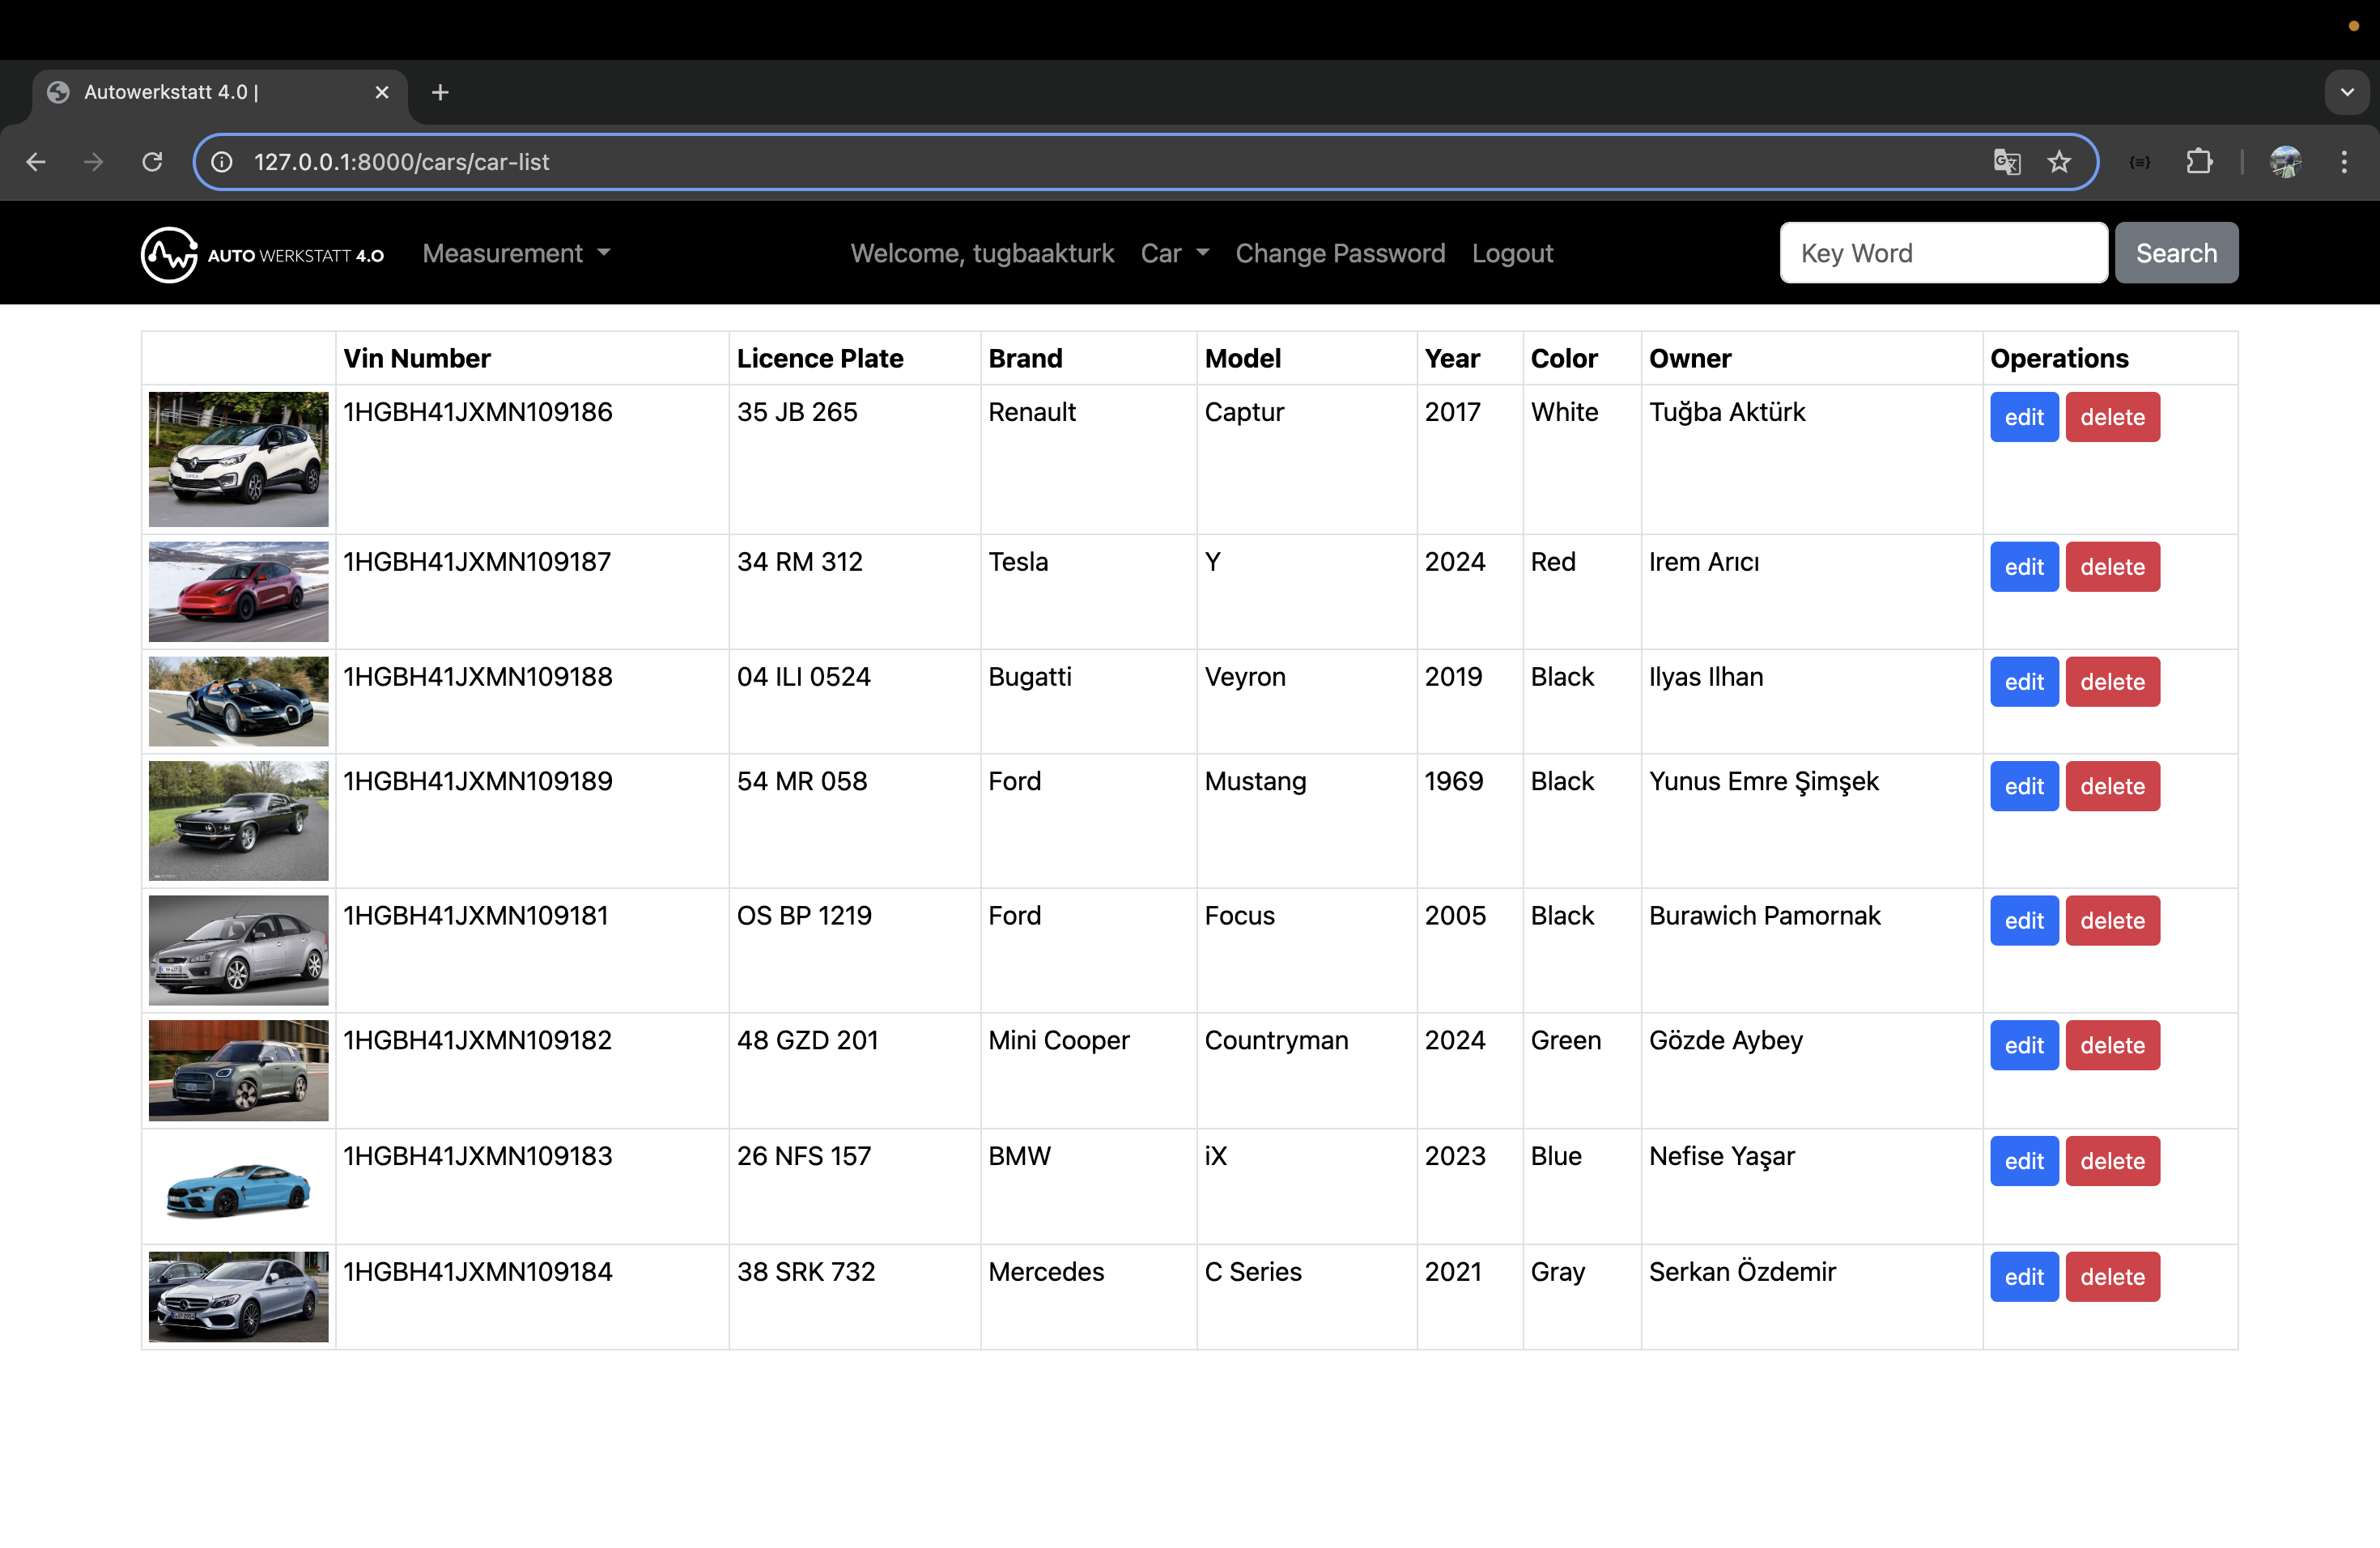 Autowerkstatt 4.0 |
127.0.0.1:8000/cars/car-list
AUTO WERKSTATT 4.0 Measurement Welcome, tugbaakturk Car Change Password Logout Key Word Search
Vin Number Licence Plate Brand Model Year Color Owner Operations
1HGBH41JXMN109186 35 JB 265 Renault Captur 2017 White Tuğba Aktürk edit delete
1HGBH41JXMN109187 34 RM 312 Tesla Y 2024 Red Irem Arıcı edit delete
1HGBH41JXMN109188 04 ILI 0524 Bugatti Veyron 2019 Black Ilyas Ilhan edit delete
1HGBH41JXMN109189 54 MR 058 Ford Mustang 1969 Black Yunus Emre Şimşek edit delete
1HGBH41JXMN109181 OS BP 1219 Ford Focus 2005 Black Burawich Pamornak edit delete
1HGBH41JXMN109182 48 GZD 201 Mini Cooper Countryman 2024 Green Gözde Aybey edit delete
1HGBH41JXMN109183 26 NFS 157 BMW iX 2023 Blue Nefise Yaşar edit delete
1HGBH41JXMN109184 38 SRK 732 Mercedes C Series 2021 Gray Serkan Özdemir edit delete